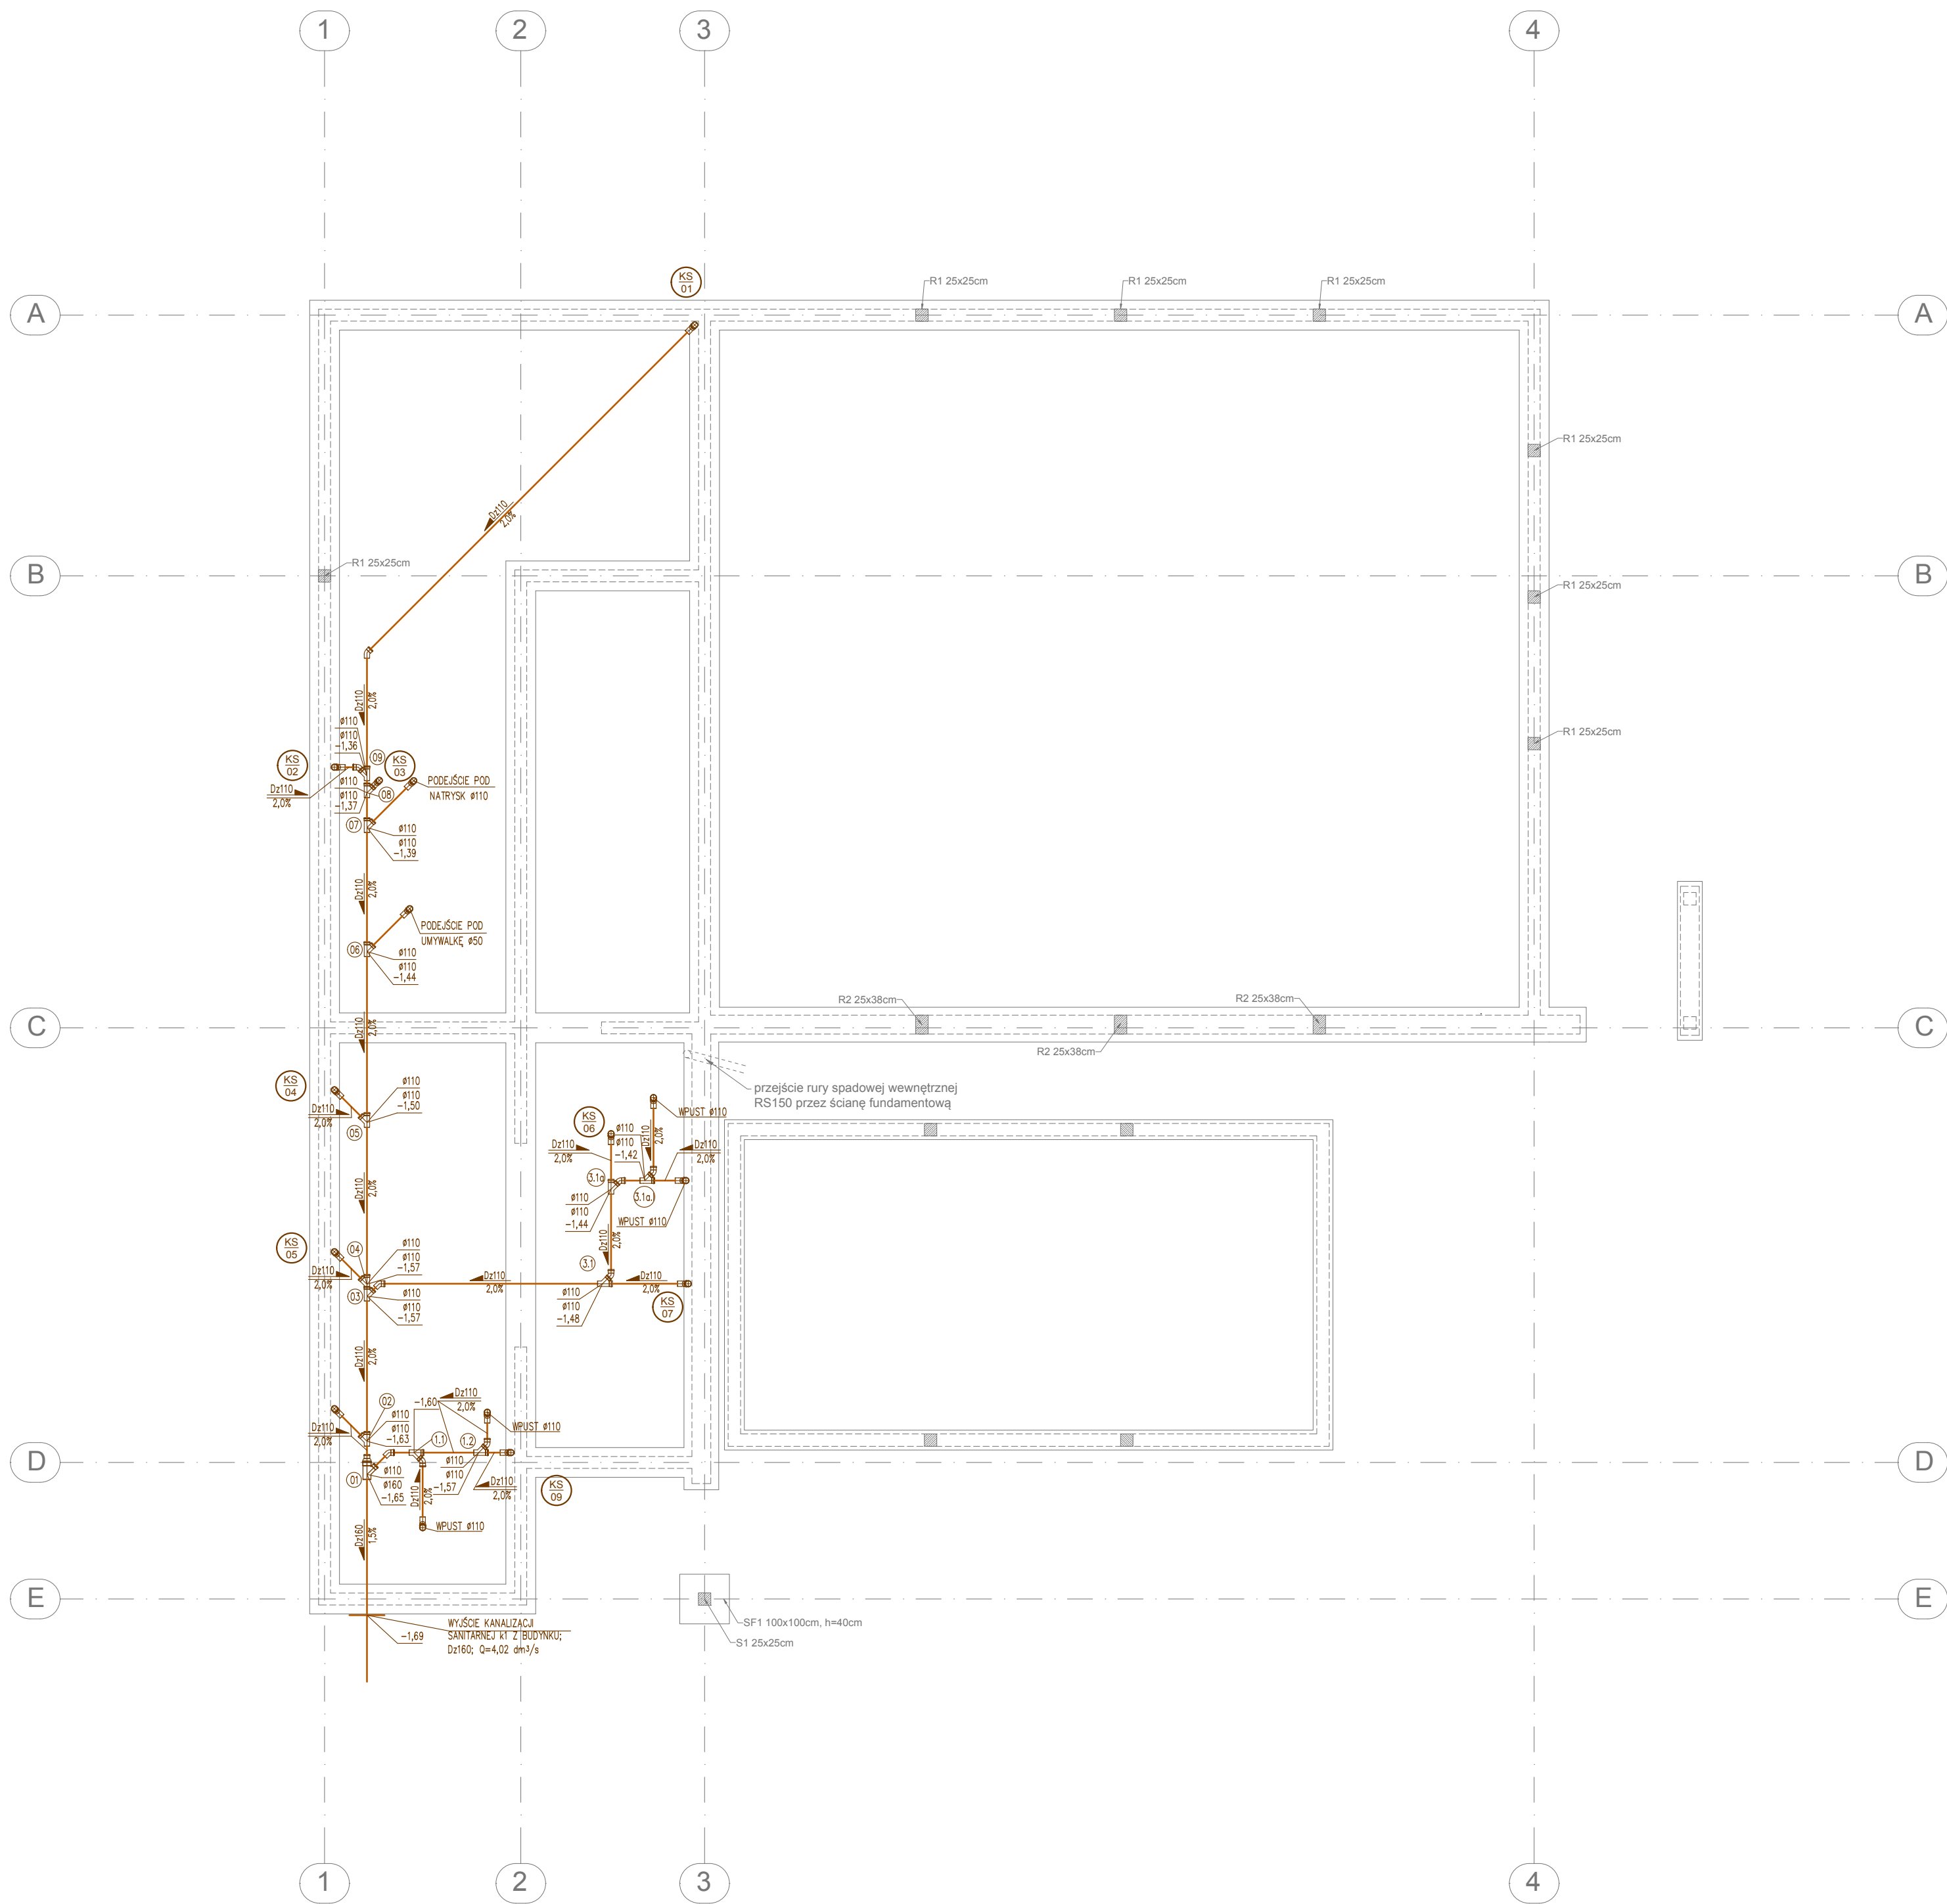 1
2
3
4
KS
01
R1 25x25cm
R1 25x25cm
R1 25x25cm
A
A
R1 25x25cm
Dz110
2,0%
B
R1 25x25cm
B
R1 25x25cm
Dz110
2,0%
ø110
ø110
-1,36
R1 25x25cm
KS
02
09
KS
03
Dz110
2,0%
ø110
ø110
-1,37
08
PODEJŚCIE POD
NATRYSK ø110
07
ø110
ø110
-1,39
Dz110
2,0%
PODEJŚCIE POD
UMYWALKĘ ø50
06
ø110
ø110
-1,44
R2 25x38cm
R2 25x38cm
C
Dz110
2,0%
C
R2 25x38cm
KS
04
ø110
ø110
-1,50
Dz110
2,0%
05
przejście rury spadowej wewnętrznej
RS150 przez ścianę fundamentową
KS
06
WPUST ø110
ø110
ø110
-1,42
Dz110
2,0%
Dz110
2,0%
Dz110
2,0%
3.1a
3.1a.
ø110
ø110
-1,44
WPUST ø110
Dz110
2,0%
Dz110
2,0%
KS
05
04
ø110
ø110
-1,57
Dz110
2,0%
3.1
Dz110
2,0%
Dz110
2,0%
03
ø110
ø110
-1,57
ø110
ø110
-1,48
KS
07
Dz110
2,0%
02
-1,60
Dz110
2,0%
ø110
ø110
-1,63
Dz110
2,0%
1.1
1.2
WPUST ø110
D
D
01
ø110
ø160
-1,65
ø110
ø110
-1,57
Dz110
2,0%
Dz110
2,0%
KS
09
WPUST ø110
Dz160
1,5%
E
E
SF1 100x100cm, h=40cm
S1 25x25cm
-1,69
WYJŚCIE KANALIZACJI
SANITARNEJ k1 Z BUDYNKU;
Dz160; Q=4,02 dm³/s
1
2
3
4